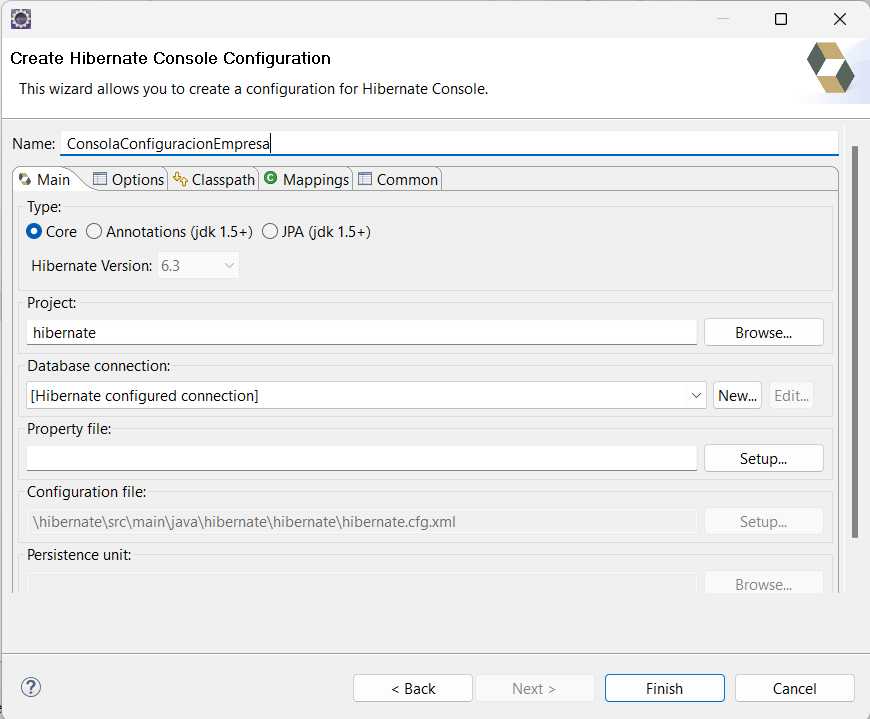 Create Hibernate Console Configuration
This wizard allows you to create a configuration for Hibernate Console.
Name: ConsolaConfiguracionEmpresa
Main Options Classpath Mappings Common
Type:
Core Annotations (jdk 1.5+) JPA (jdk 1.5+)
Hibernate Version: 6.3
Project:
hibernate Browse...
Database connection:
[Hibernate configured connection] New... Edit...
Property file:
Setup...
Configuration file:
\hibernate\src\main\java\hibernate\hibernate\hibernate.cfg.xml Setup...
Persistence unit:
Browse...
< Back Next > Finish Cancel